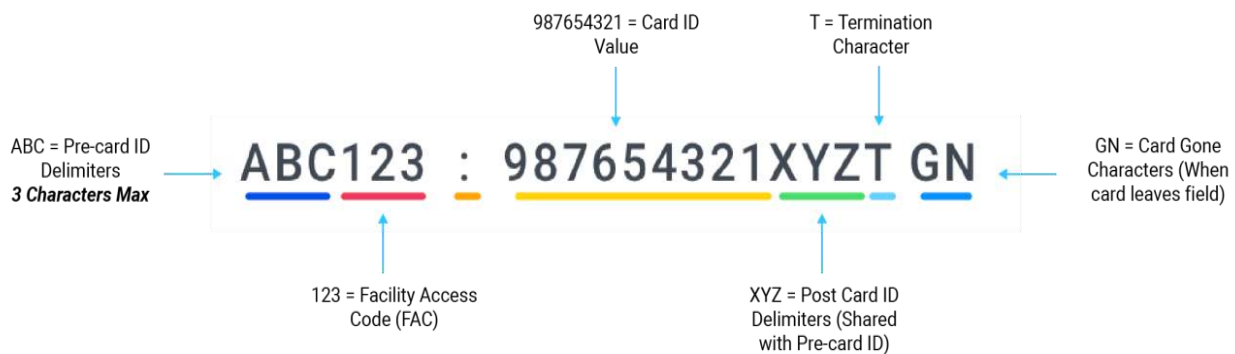 987654321 = Card ID
Value
T = Termination
Character
ABC = Pre-card ID
Delimiters
3 Characters Max
ABC123 : 987654321XYZT GN
GN = Card Gone
Characters (When
card leaves field)
123 = Facility Access
Code (FAC)
XYZ = Post Card ID
Delimiters (Shared
with Pre-card ID)